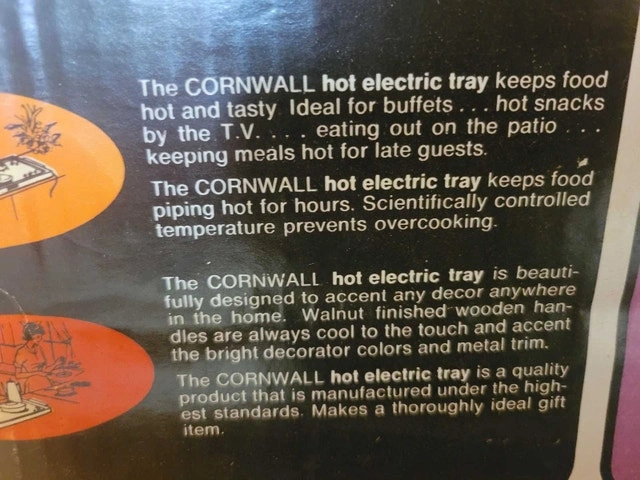 The CORNWALL hot electric tray keeps food
hot and tasty Ideal for buffets . . . hot snacks
by the T.V. . . . eating out on the patio . . .
keeping meals hot for late guests.
The CORNWALL hot electric tray keeps food
piping hot for hours. Scientifically controlled
temperature prevents overcooking.
The CORNWALL hot electric tray is beauti-
fully designed to accent any decor anywhere
in the home. Walnut finished wooden han-
dles are always cool to the touch and accent
the bright decorator colors and metal trim.
The CORNWALL hot electric tray is a quality
product that is manufactured under the high-
est standards. Makes a thoroughly ideal gift
item.